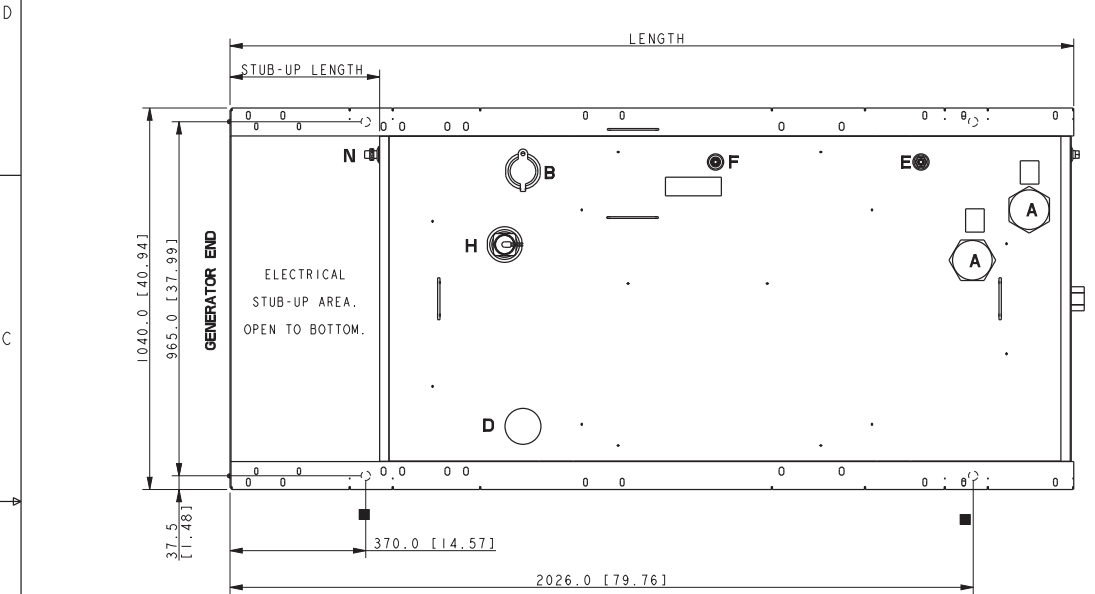 D
LENGTH
STUB-UP LENGTH
N
B
F
E
A
A
H
1040.0 [40.94]
965.0 [37.99]
GENERATOR END
ELECTRICAL
STUB-UP AREA.
OPEN TO BOTTOM.
C
D
37.5
[1.48]
370.0 [14.57]
2026.0 [79.76]